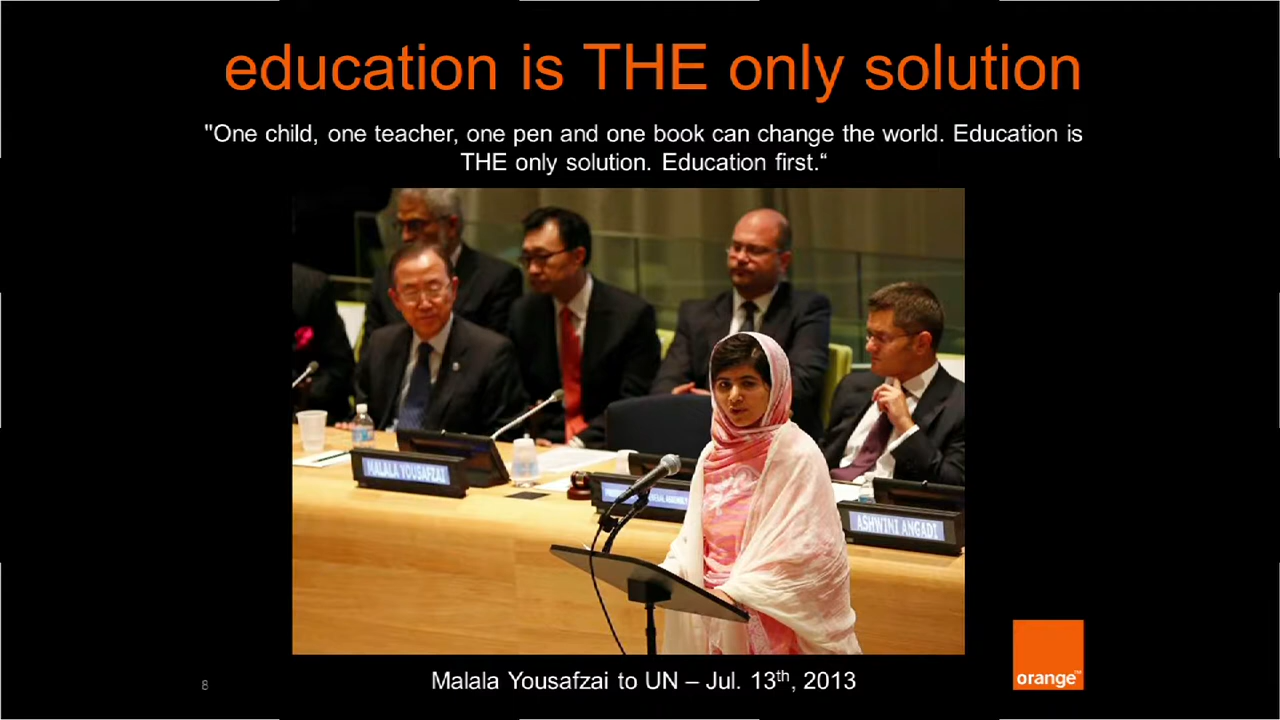 education is THE only solution
"One child, one teacher, one pen and one book can change the world. Education is
THE only solution. Education first.“
MALALA YOUSAFZAI
ASHWINI ANGADI
Malala Yousafzai to UN – Jul. 13th, 2013
8
orange™